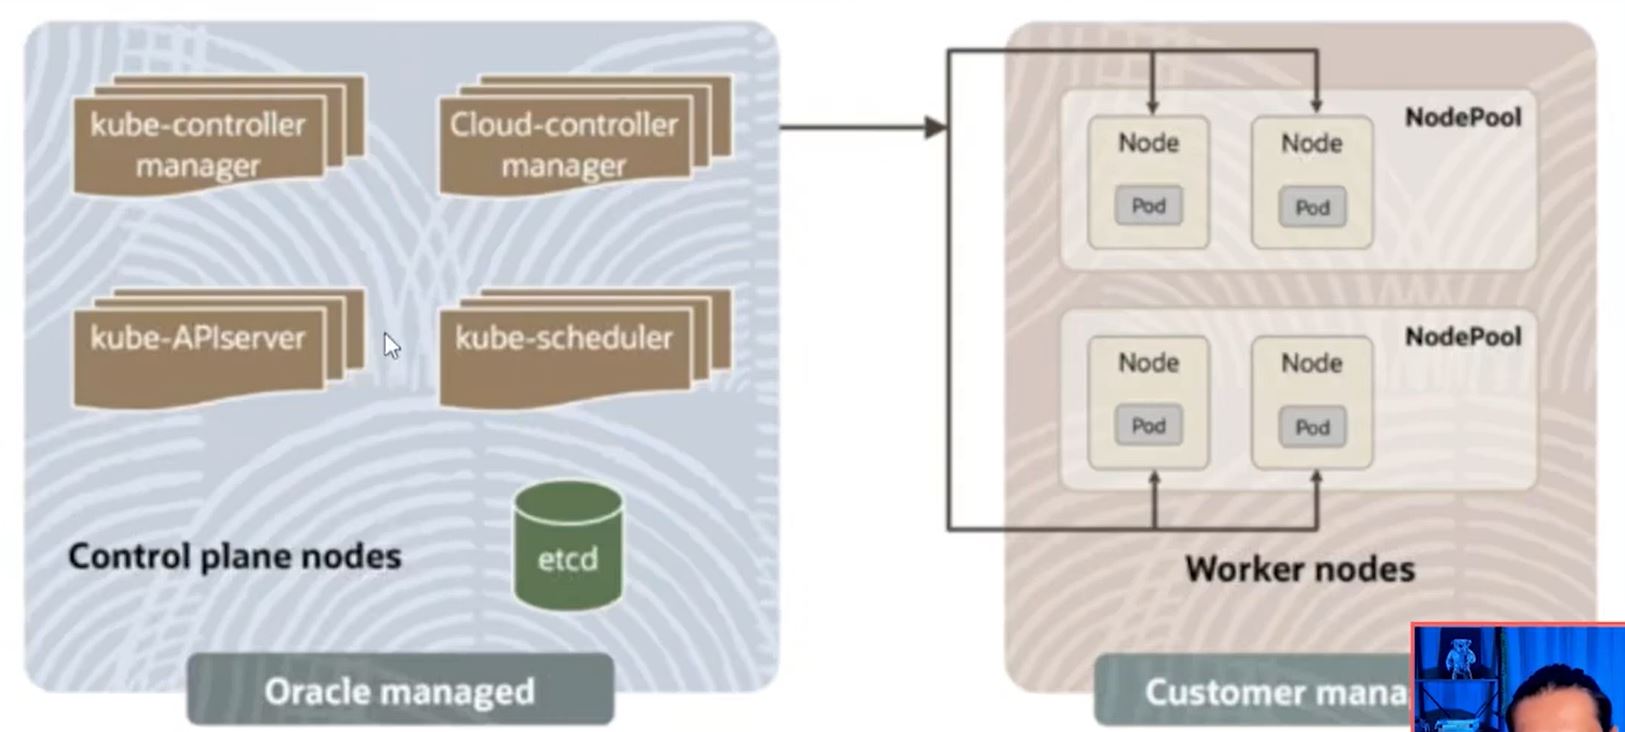 kube-controller
manager
Cloud-controller
manager
kube-APIserver
kube-scheduler
Control plane nodes
etcd
Oracle managed
NodePool
Node
Node
Pod
Pod
NodePool
Node
Node
Pod
Pod
Worker nodes
Customer mana